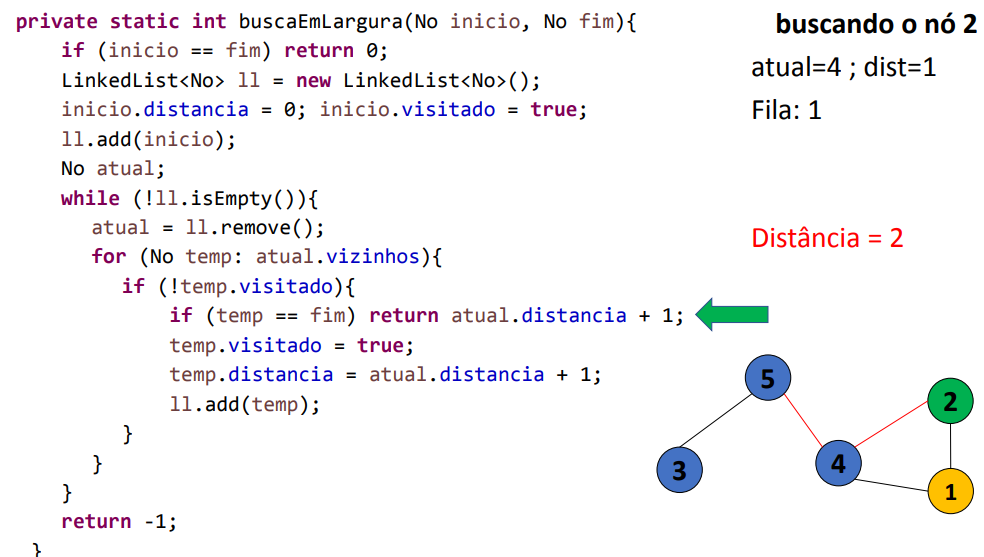 private static int buscaEmLargura(No inicio, No fim){
if (inicio == fim) return 0;
LinkedList<No> ll = new LinkedList<No>();
inicio.distancia = 0; inicio.visitado = true;
ll.add(inicio);
No atual;
while (!ll.isEmpty()){
atual = ll.remove();
for (No temp: atual.vizinhos){
if (!temp.visitado){
if (temp == fim) return atual.distancia + 1;
temp.visitado = true;
temp.distancia = atual.distancia + 1;
ll.add(temp);
}
}
}
return -1;
}
buscando o nó 2
atual=4 ; dist=1
Fila: 1
Distância = 2
5
2
3
4
1